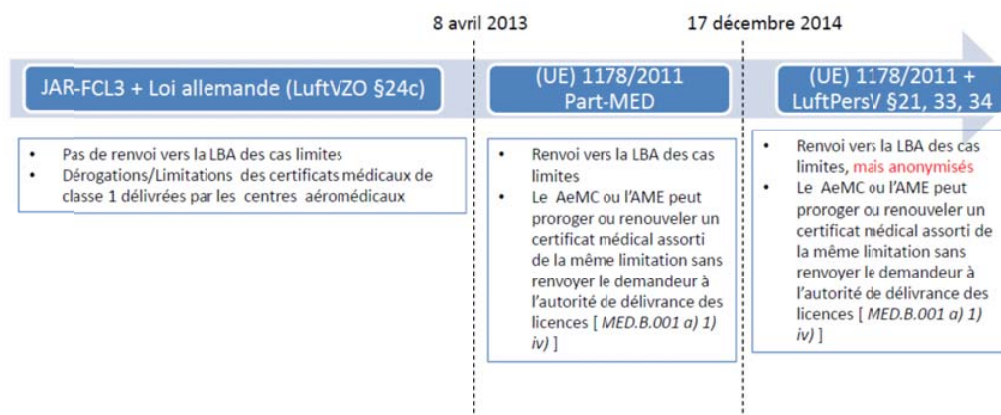 8 avril 2013
17 décembre 2014
JAR-FCL3 + Loi allemande (LuftVZO §24c)
(UE) 1178/2011
Part-MED
(UE) 1178/2011 +
LuftPersV §21, 33, 34
• Pas de renvoi vers la LBA des cas limites
• Dérogations/Limitations des certificats médicaux de
classe 1 délivrées par les centres aéromédicaux
• Renvoi vers la LBA des cas
limites
• Le AeMC ou l'AME peut
proroger ou renouveler un
certificat médical assorti
de la même limitation sans
renvoyer le demandeur à
l'autorité de délivrance des
licences [ MED.B.001 a) 1)
iv) ]
• Renvoi vers la LBA des cas
limites, mais anonymisés
• Le AeMC ou l'AME peut
proroger ou renouveler un
certificat médical assorti de
la même limitation sans
renvoyer le demandeur à
l'autorité de délivrance des
licences [ MED.B.001 a) 1)
iv) ]